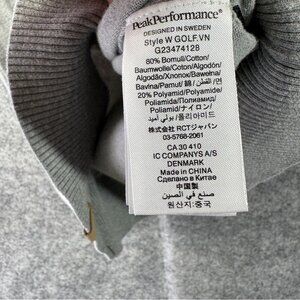 PeakPerformance®
DESIGNED IN SWEDEN
Style W GOLF.VN
G23474128
80% Bomull/Cotton/
Baumwolle/Coton/Algodón/
Algodão/Хлопок/Bawełna/
Bavlna/Pamut/棉/قطن/면
20% Polyamid/Polyamide/
Poliamida/Полиамид/
Poliamid/ナイロン/
بولي أميد/폴리아미드
株式会社 RCTジャパン
03-5768-2061
CA 30 410
IC COMPANYS A/S
DENMARK
Made in China
Сделано в Китае
中国製
صنع في الصين
원산지:중국